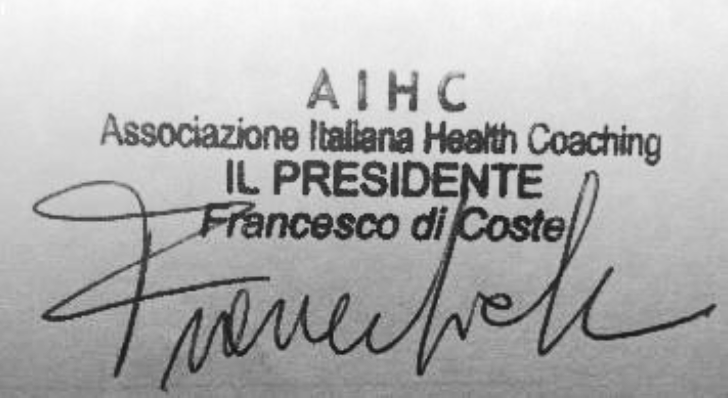 AIHC
Associazione Italiana Health Coaching
IL PRESIDENTE
Francesco di Coste